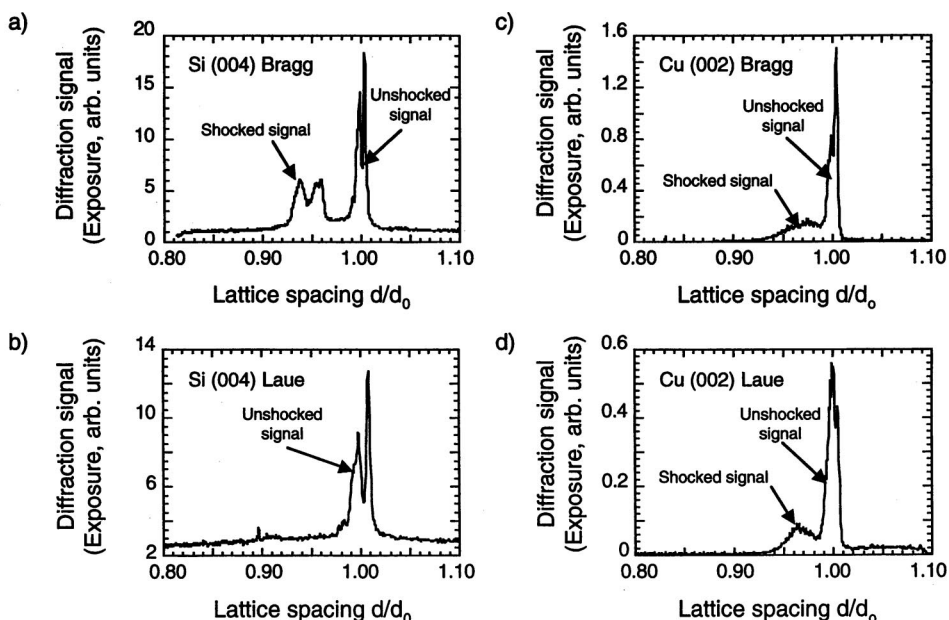 a)
Diffraction signal
(Exposure, arb. units)
20
15
10
5
0
Si (004) Bragg
Shocked signal
Unshocked
signal
0.80
0.90
1.00
1.10
Lattice spacing d/d0
c)
Diffraction signal
(Exposure, arb. units)
1.6
1.2
0.8
0.4
0.0
Cu (002) Bragg
Unshocked
signal
Shocked signal
0.80
0.90
1.00
1.10
Lattice spacing d/do
b)
Diffraction signal
(Exposure, arb. units)
14
10
6
2
Si (004) Laue
Unshocked
signal
0.80
0.90
1.00
1.10
Lattice spacing d/d0
d)
Diffraction signal
(Exposure, arb. units)
0.6
0.4
0.2
0
Cu (002) Laue
Unshocked
signal
Shocked signal
0.80
0.90
1.00
1.10
Lattice spacing d/do